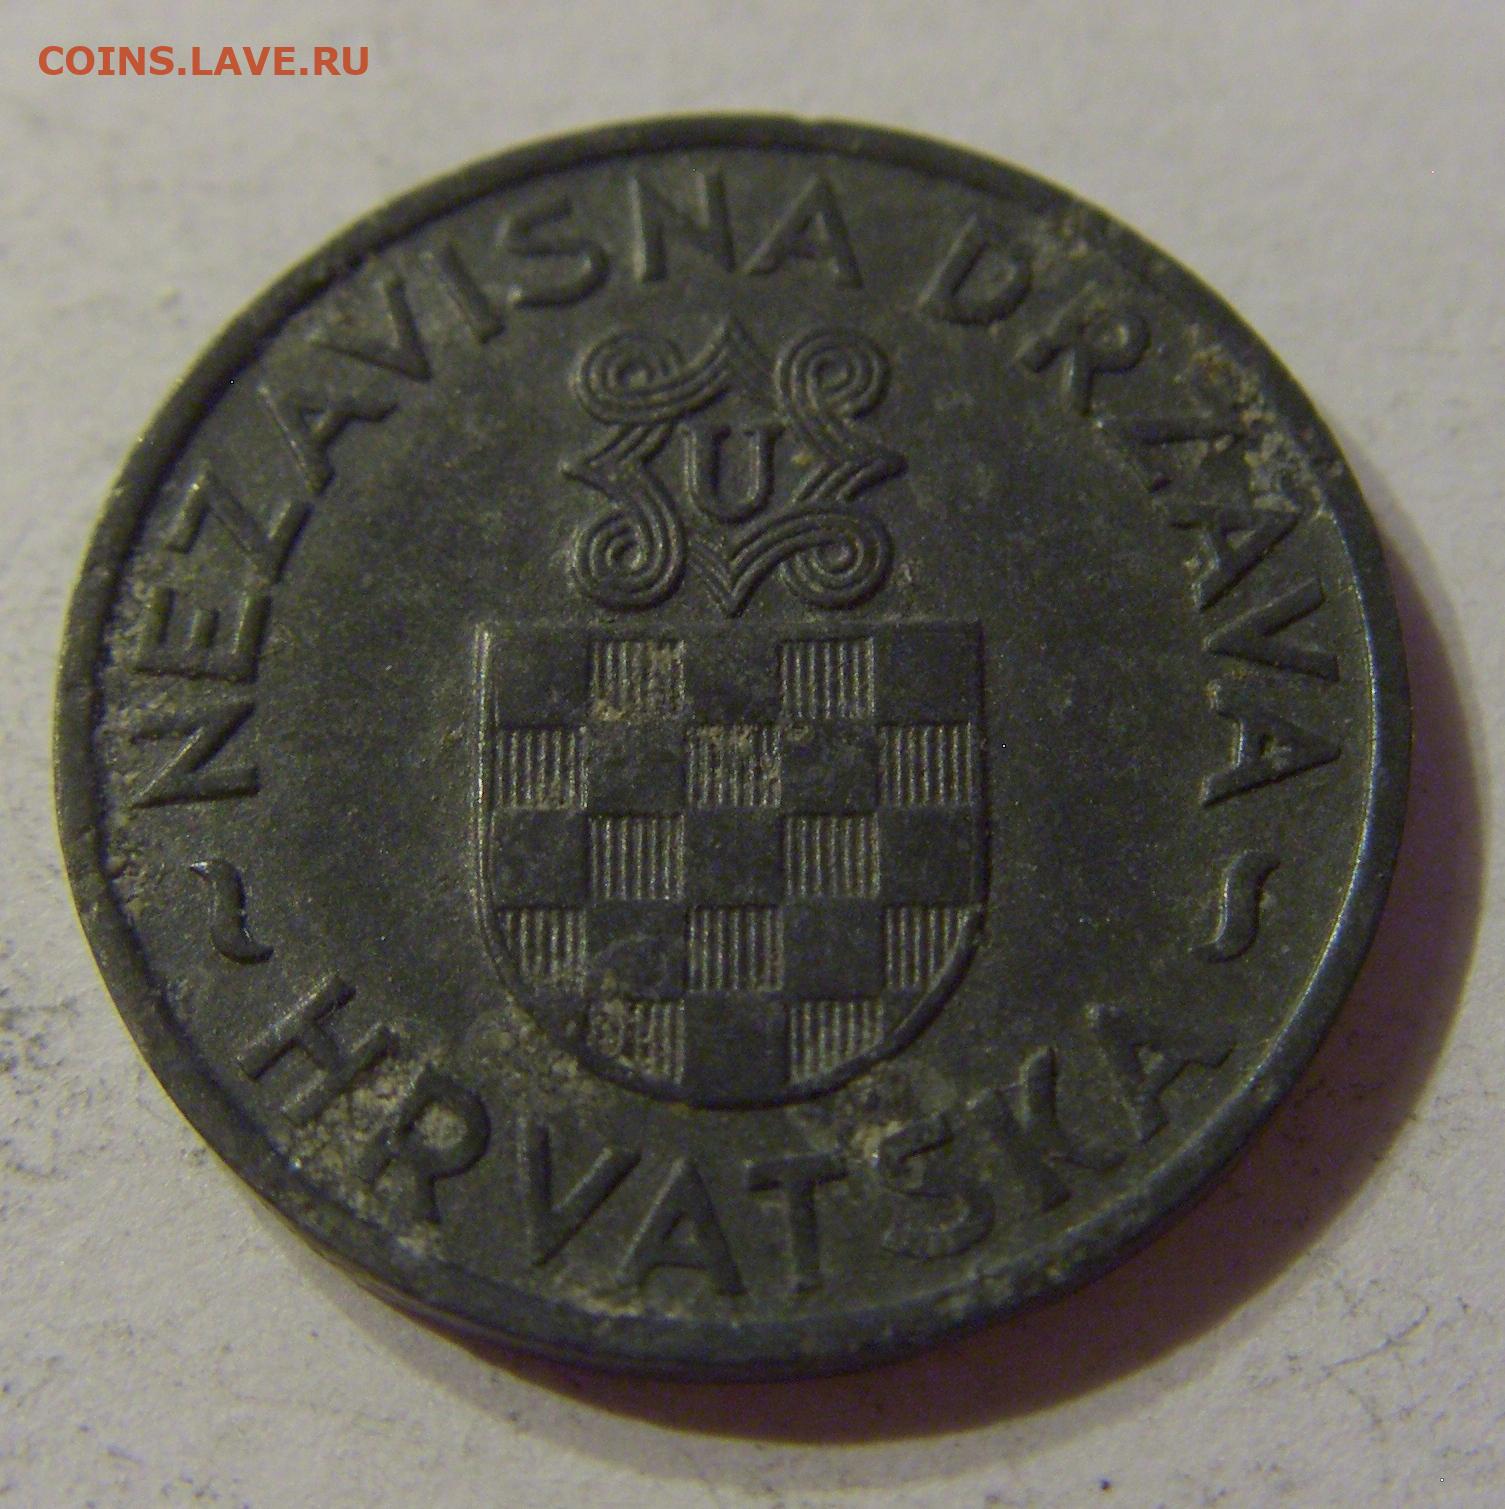 COINS.LAVE.RU
NEZAVISNA DRŽAVA
U
~ HRVATSKA ~